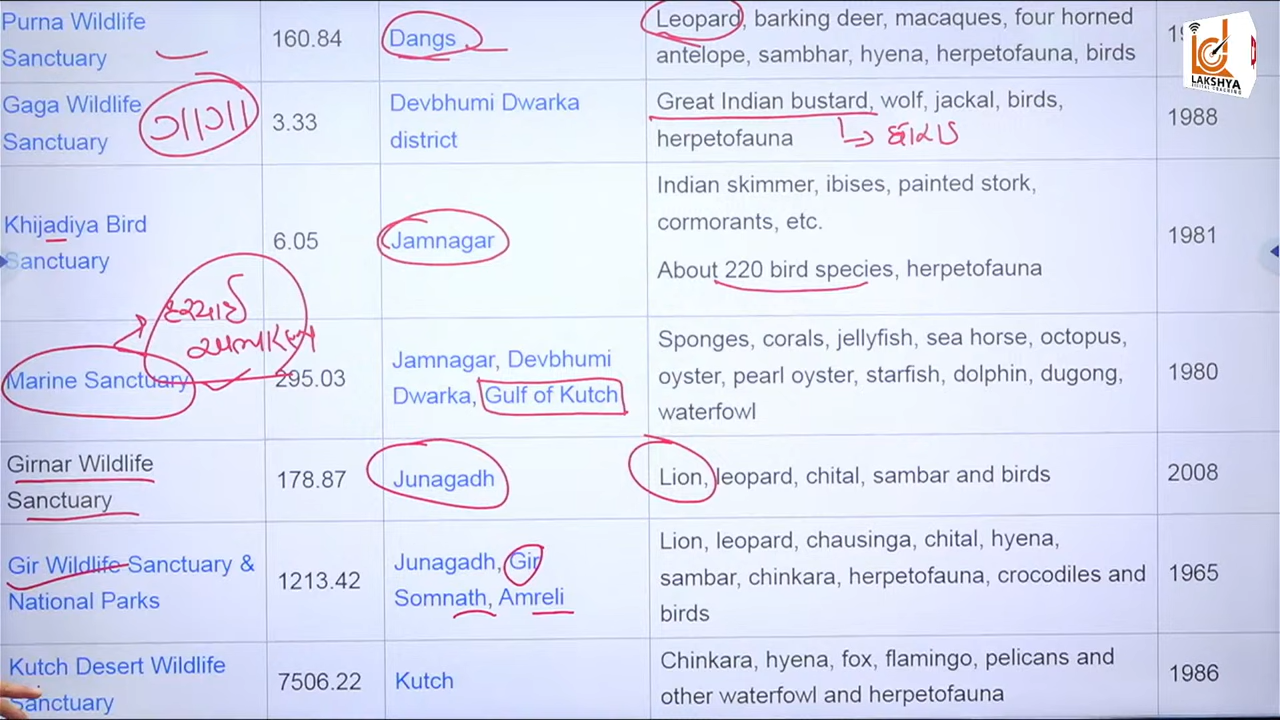 Purna Wildlife
Sanctuary
160.84
Dangs
Leopard, barking deer, macaques, four horned
antelope, sambhar, hyena, herpetofauna, birds
LAKSHYA
Gaga Wildlife
Sanctuary
ગાગા
3.33
Devbhumi Dwarka
district
Great Indian bustard, wolf, jackal, birds,
herpetofauna
1988
Khijadiya Bird
Sanctuary
6.05
Jamnagar
Indian skimmer, ibises, painted stork,
cormorants, etc.
About 220 bird species, herpetofauna
1981
Marine Sanctuary
295.03
Jamnagar, Devbhumi
Dwarka, Gulf of Kutch
Sponges, corals, jellyfish, sea horse, octopus,
oyster, pearl oyster, starfish, dolphin, dugong,
waterfowl
1980
Girnar Wildlife
Sanctuary
178.87
Junagadh
Lion, leopard, chital, sambar and birds
2008
Gir Wildlife Sanctuary &
National Parks
1213.42
Junagadh, Gir
Somnath, Amreli
Lion, leopard, chausinga, chital, hyena,
sambar, chinkara, herpetofauna, crocodiles and
birds
1965
Kutch Desert Wildlife
Sanctuary
7506.22
Kutch
Chinkara, hyena, fox, flamingo, pelicans and
other waterfowl and herpetofauna
1986